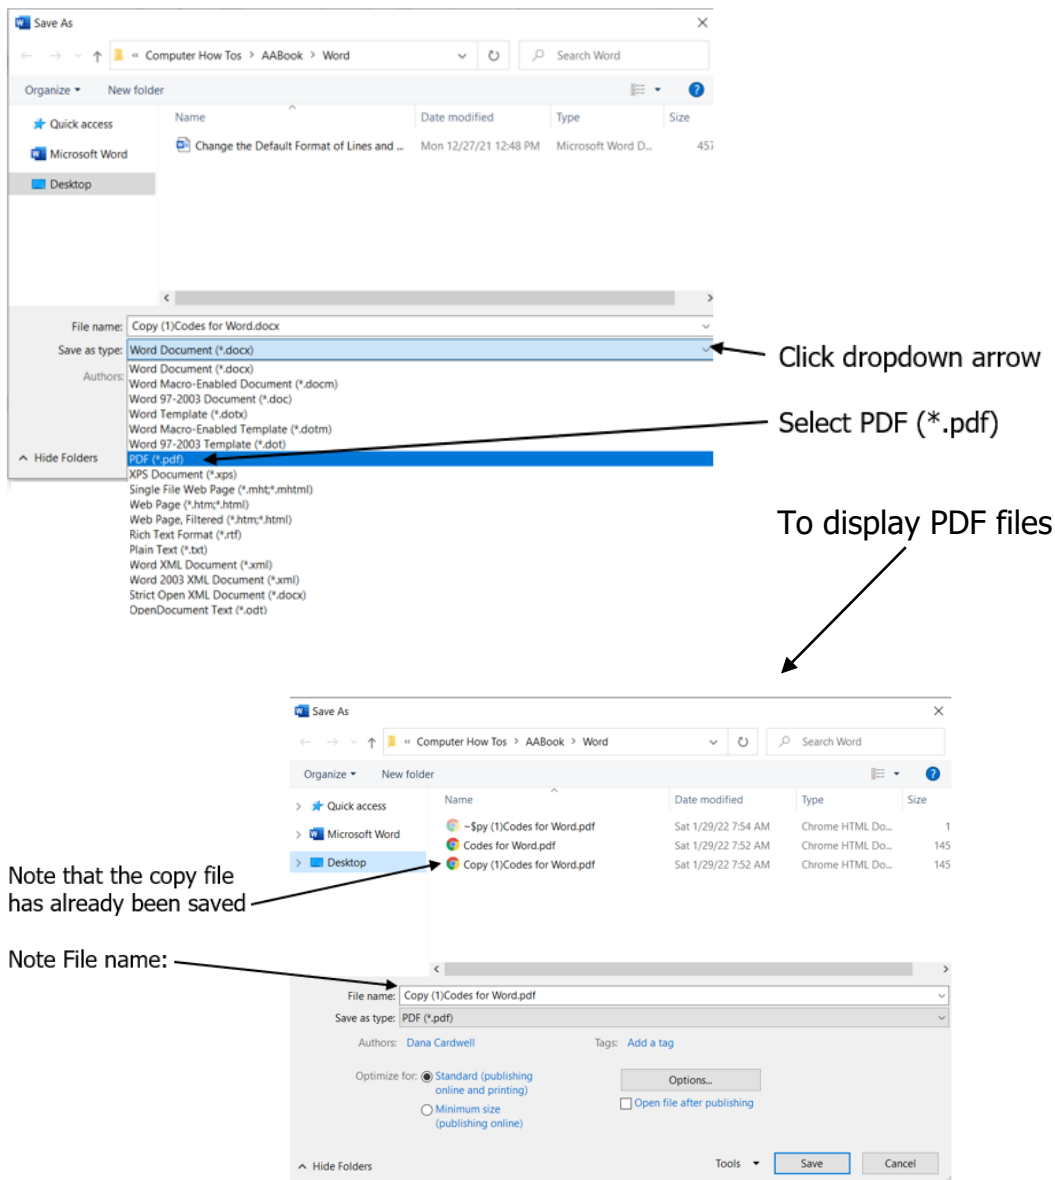 Save As
« Computer How Tos > AABook > Word
Search Word
Organize
New folder
Name
Date modified
Type
Size
Quick access
Microsoft Word
Desktop
Change the Default Format of Lines and ... Mon 12/27/21 12:48 PM Microsoft Word D... 457
File name: Copy (1)Codes for Word.docx
Save as type: Word Document (*.docx)
Click dropdown arrow
Authors:
Word Document (*.docx)
Word Macro-Enabled Document (*.docm)
Word 97-2003 Document (*.doc)
Word Template (*.dotx)
Select PDF (*.pdf)
Word Macro-Enabled Template (*.dotm)
Word 97-2003 Template (*.dot)
Hide Folders
PDF (*.pdf)
XPS Document (*.xps)
Single File Web Page (*.mht;*.mhtml)
Web Page (*.htm;*.html)
Web Page, Filtered (*.htm;*.html)
Rich Text Format (*.rtf)
Plain Text (*.txt)
Word XML Document (*.xml)
Word 2003 XML Document (*.xml)
Strict Open XML Document (*.docx)
OpenDocument Text (*.odt)
To display PDF files
Save As
« Computer How Tos > AABook > Word
Search Word
Organize
New folder
Name
Date modified
Type
Size
Quick access
Microsoft Word
Desktop
~$py (1)Codes for Word.pdf Sat 1/29/22 7:54 AM Chrome HTML Do... 1
Codes for Word.pdf Sat 1/29/22 7:52 AM Chrome HTML Do... 145
Copy (1)Codes for Word.pdf Sat 1/29/22 7:52 AM Chrome HTML Do... 145
Note that the copy file
has already been saved
Note File name:
File name: Copy (1)Codes for Word.pdf
Save as type: PDF (*.pdf)
Authors: Dana Cardwell
Tags: Add a tag
Optimize for:
Standard (publishing
online and printing)
Minimum size
(publishing online)
Options...
Open file after publishing
Hide Folders
Tools
Save
Cancel